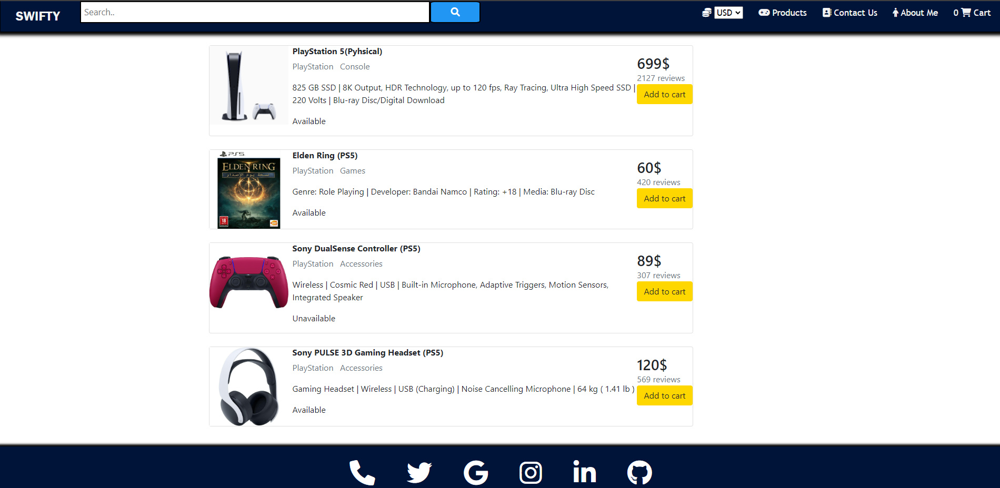 SWIFTY
Search..
USD
Products
Contact Us
About Me
0 Cart
PlayStation 5(Pyhsical)
PlayStation Console
825 GB SSD | 8K Output, HDR Technology, up to 120 fps, Ray Tracing, Ultra High Speed SSD |
220 Volts | Blu-ray Disc/Digital Download
Available
699$
2127 reviews
Add to cart
PS5
ELDEN RING
نسخة يوم الإصدار
18
Elden Ring (PS5)
PlayStation Games
Genre: Role Playing | Developer: Bandai Namco | Rating: +18 | Media: Blu-ray Disc
Available
60$
420 reviews
Add to cart
Sony DualSense Controller (PS5)
PlayStation Accessories
Wireless | Cosmic Red | USB | Built-in Microphone, Adaptive Triggers, Motion Sensors,
Integrated Speaker
Unavailable
89$
307 reviews
Add to cart
Sony PULSE 3D Gaming Headset (PS5)
PlayStation Accessories
Gaming Headset | Wireless | USB (Charging) | Noise Cancelling Microphone | 64 kg ( 1.41 lb )
Available
120$
569 reviews
Add to cart